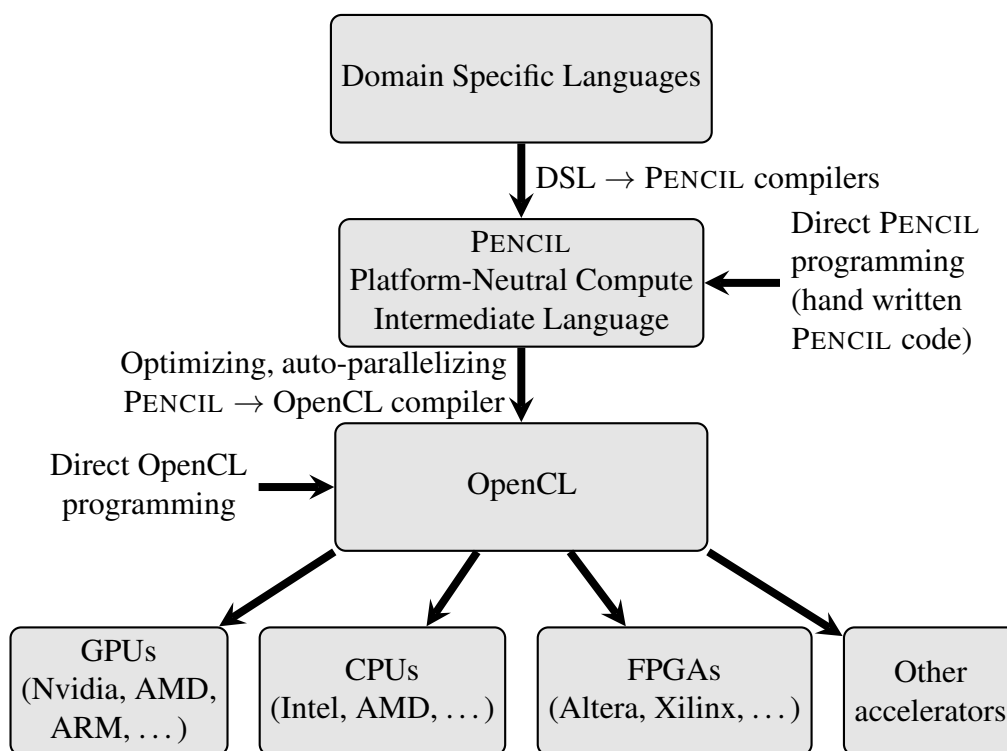 Domain Specific Languages
DSL → PENCIL compilers
PENCIL
Platform-Neutral Compute
Intermediate Language
Direct PENCIL
programming
(hand written
PENCIL code)
Optimizing, auto-parallelizing
PENCIL → OpenCL compiler
Direct OpenCL
programming
OpenCL
GPUs
(Nvidia, AMD,
ARM, …)
CPUs
(Intel, AMD, …)
FPGAs
(Altera, Xilinx, …)
Other
accelerators